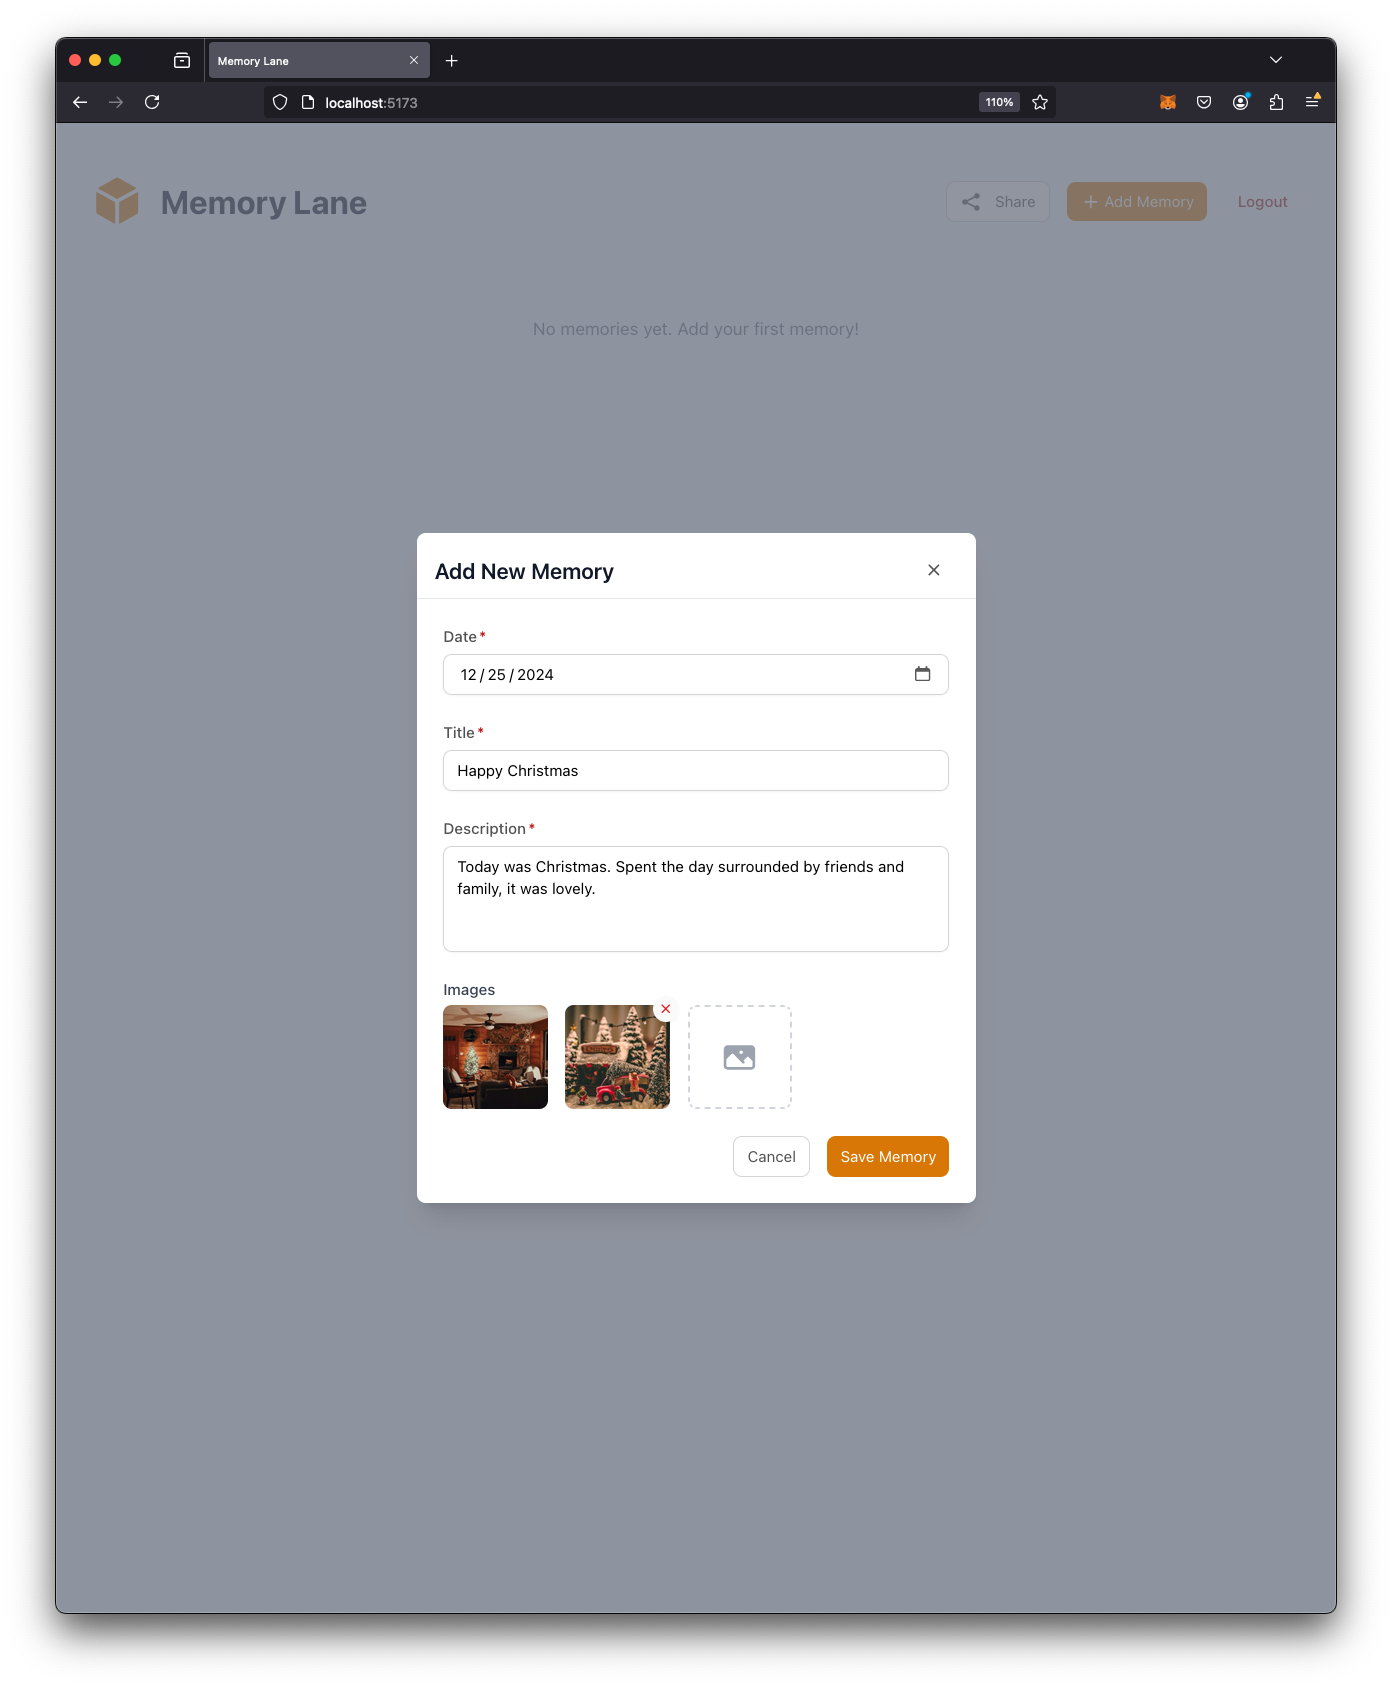 Memory Lane
localhost:5173
110%
Memory Lane
Share
Add Memory
Logout
No memories yet. Add your first memory!
Add New Memory
Date*
12/25/2024
Title*
Happy Christmas
Description*
Today was Christmas. Spent the day surrounded by friends and
family, it was lovely.
Images
Cancel
Save Memory